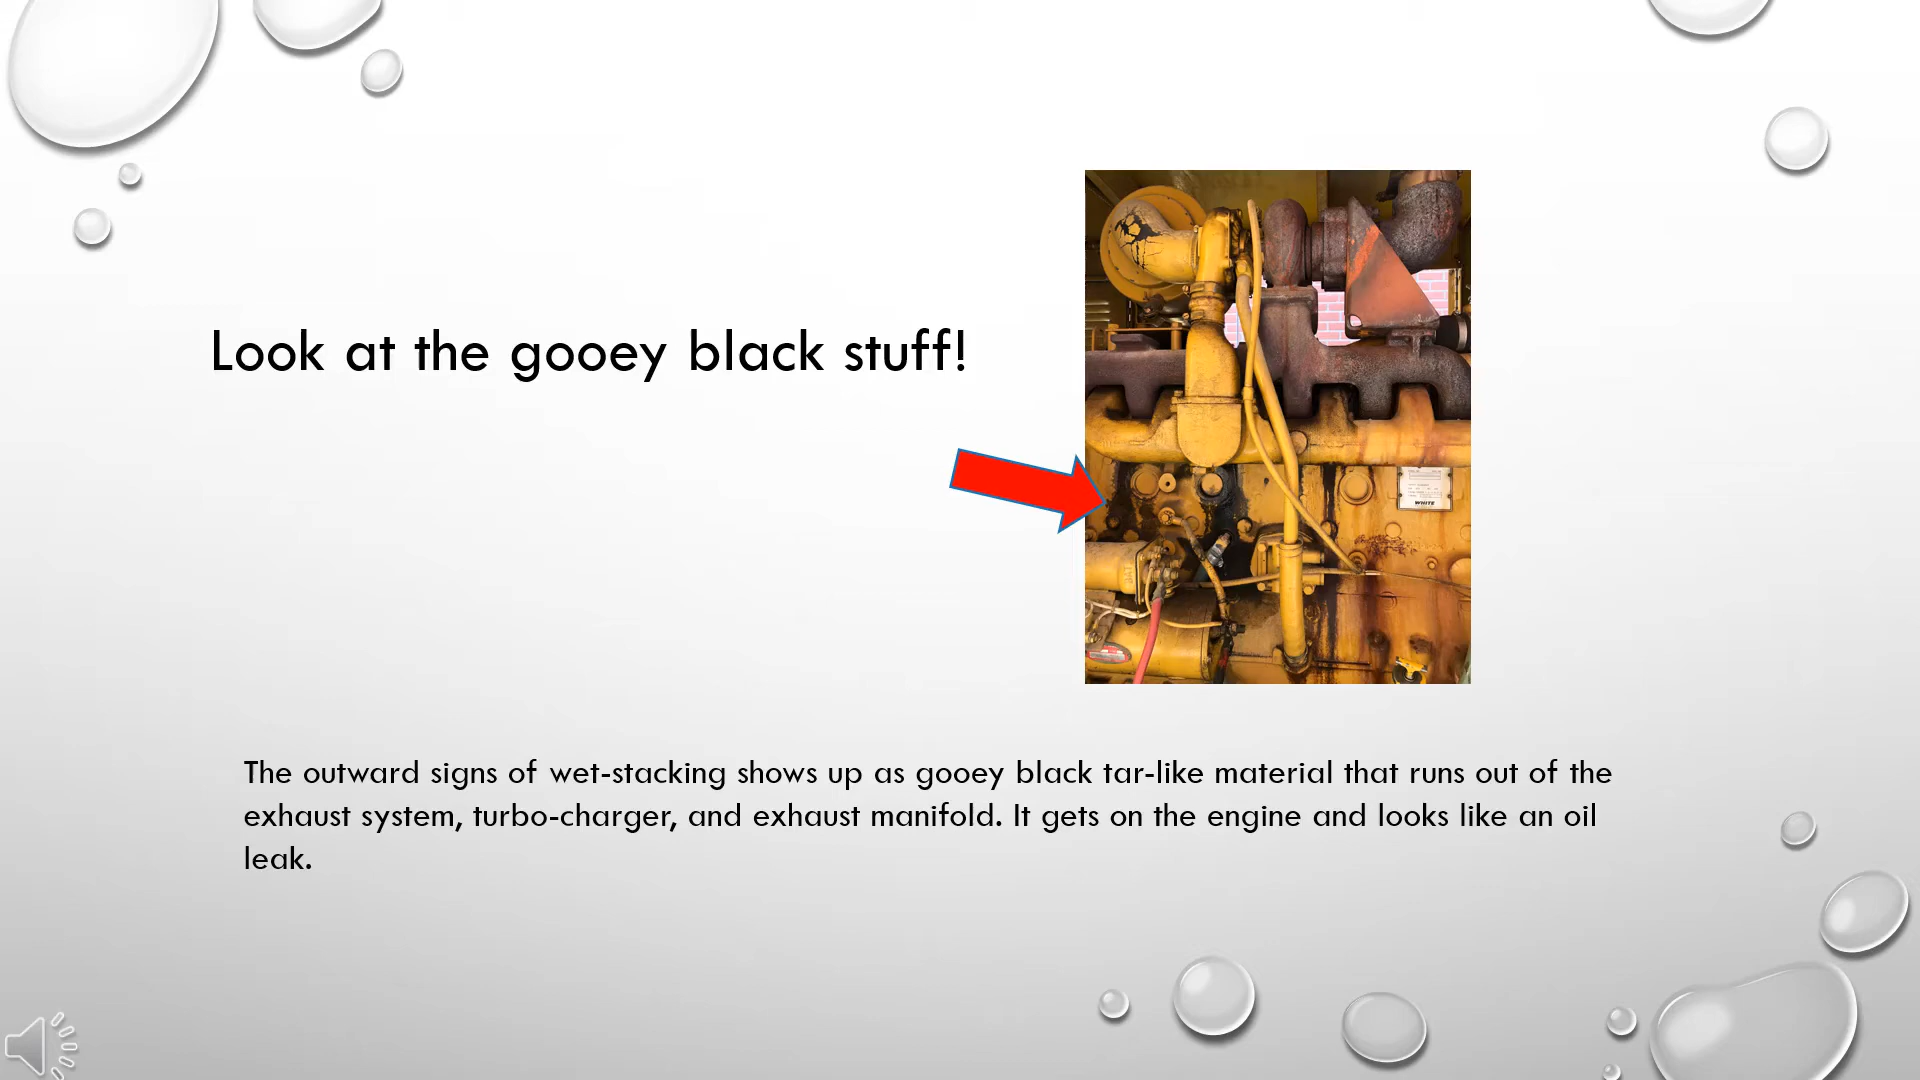 Look at the gooey black stuff!
WHITE
The outward signs of wet-stacking shows up as gooey black tar-like material that runs out of the
exhaust system, turbo-charger, and exhaust manifold. It gets on the engine and looks like an oil
leak.